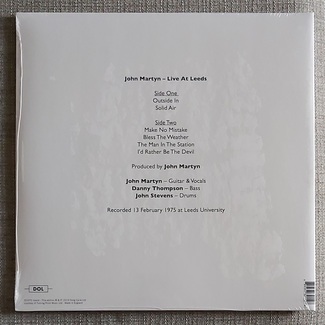 John Martyn – Live At Leeds
Side One
Outside In
Solid Air
Side Two
Make No Mistake
Bless The Weather
The Man In The Station
I'd Rather Be The Devil
Produced by John Martyn
John Martyn – Guitar & Vocals
Danny Thompson – Bass
John Stevens – Drums
Recorded 13 February 1975 at Leeds University
DOL